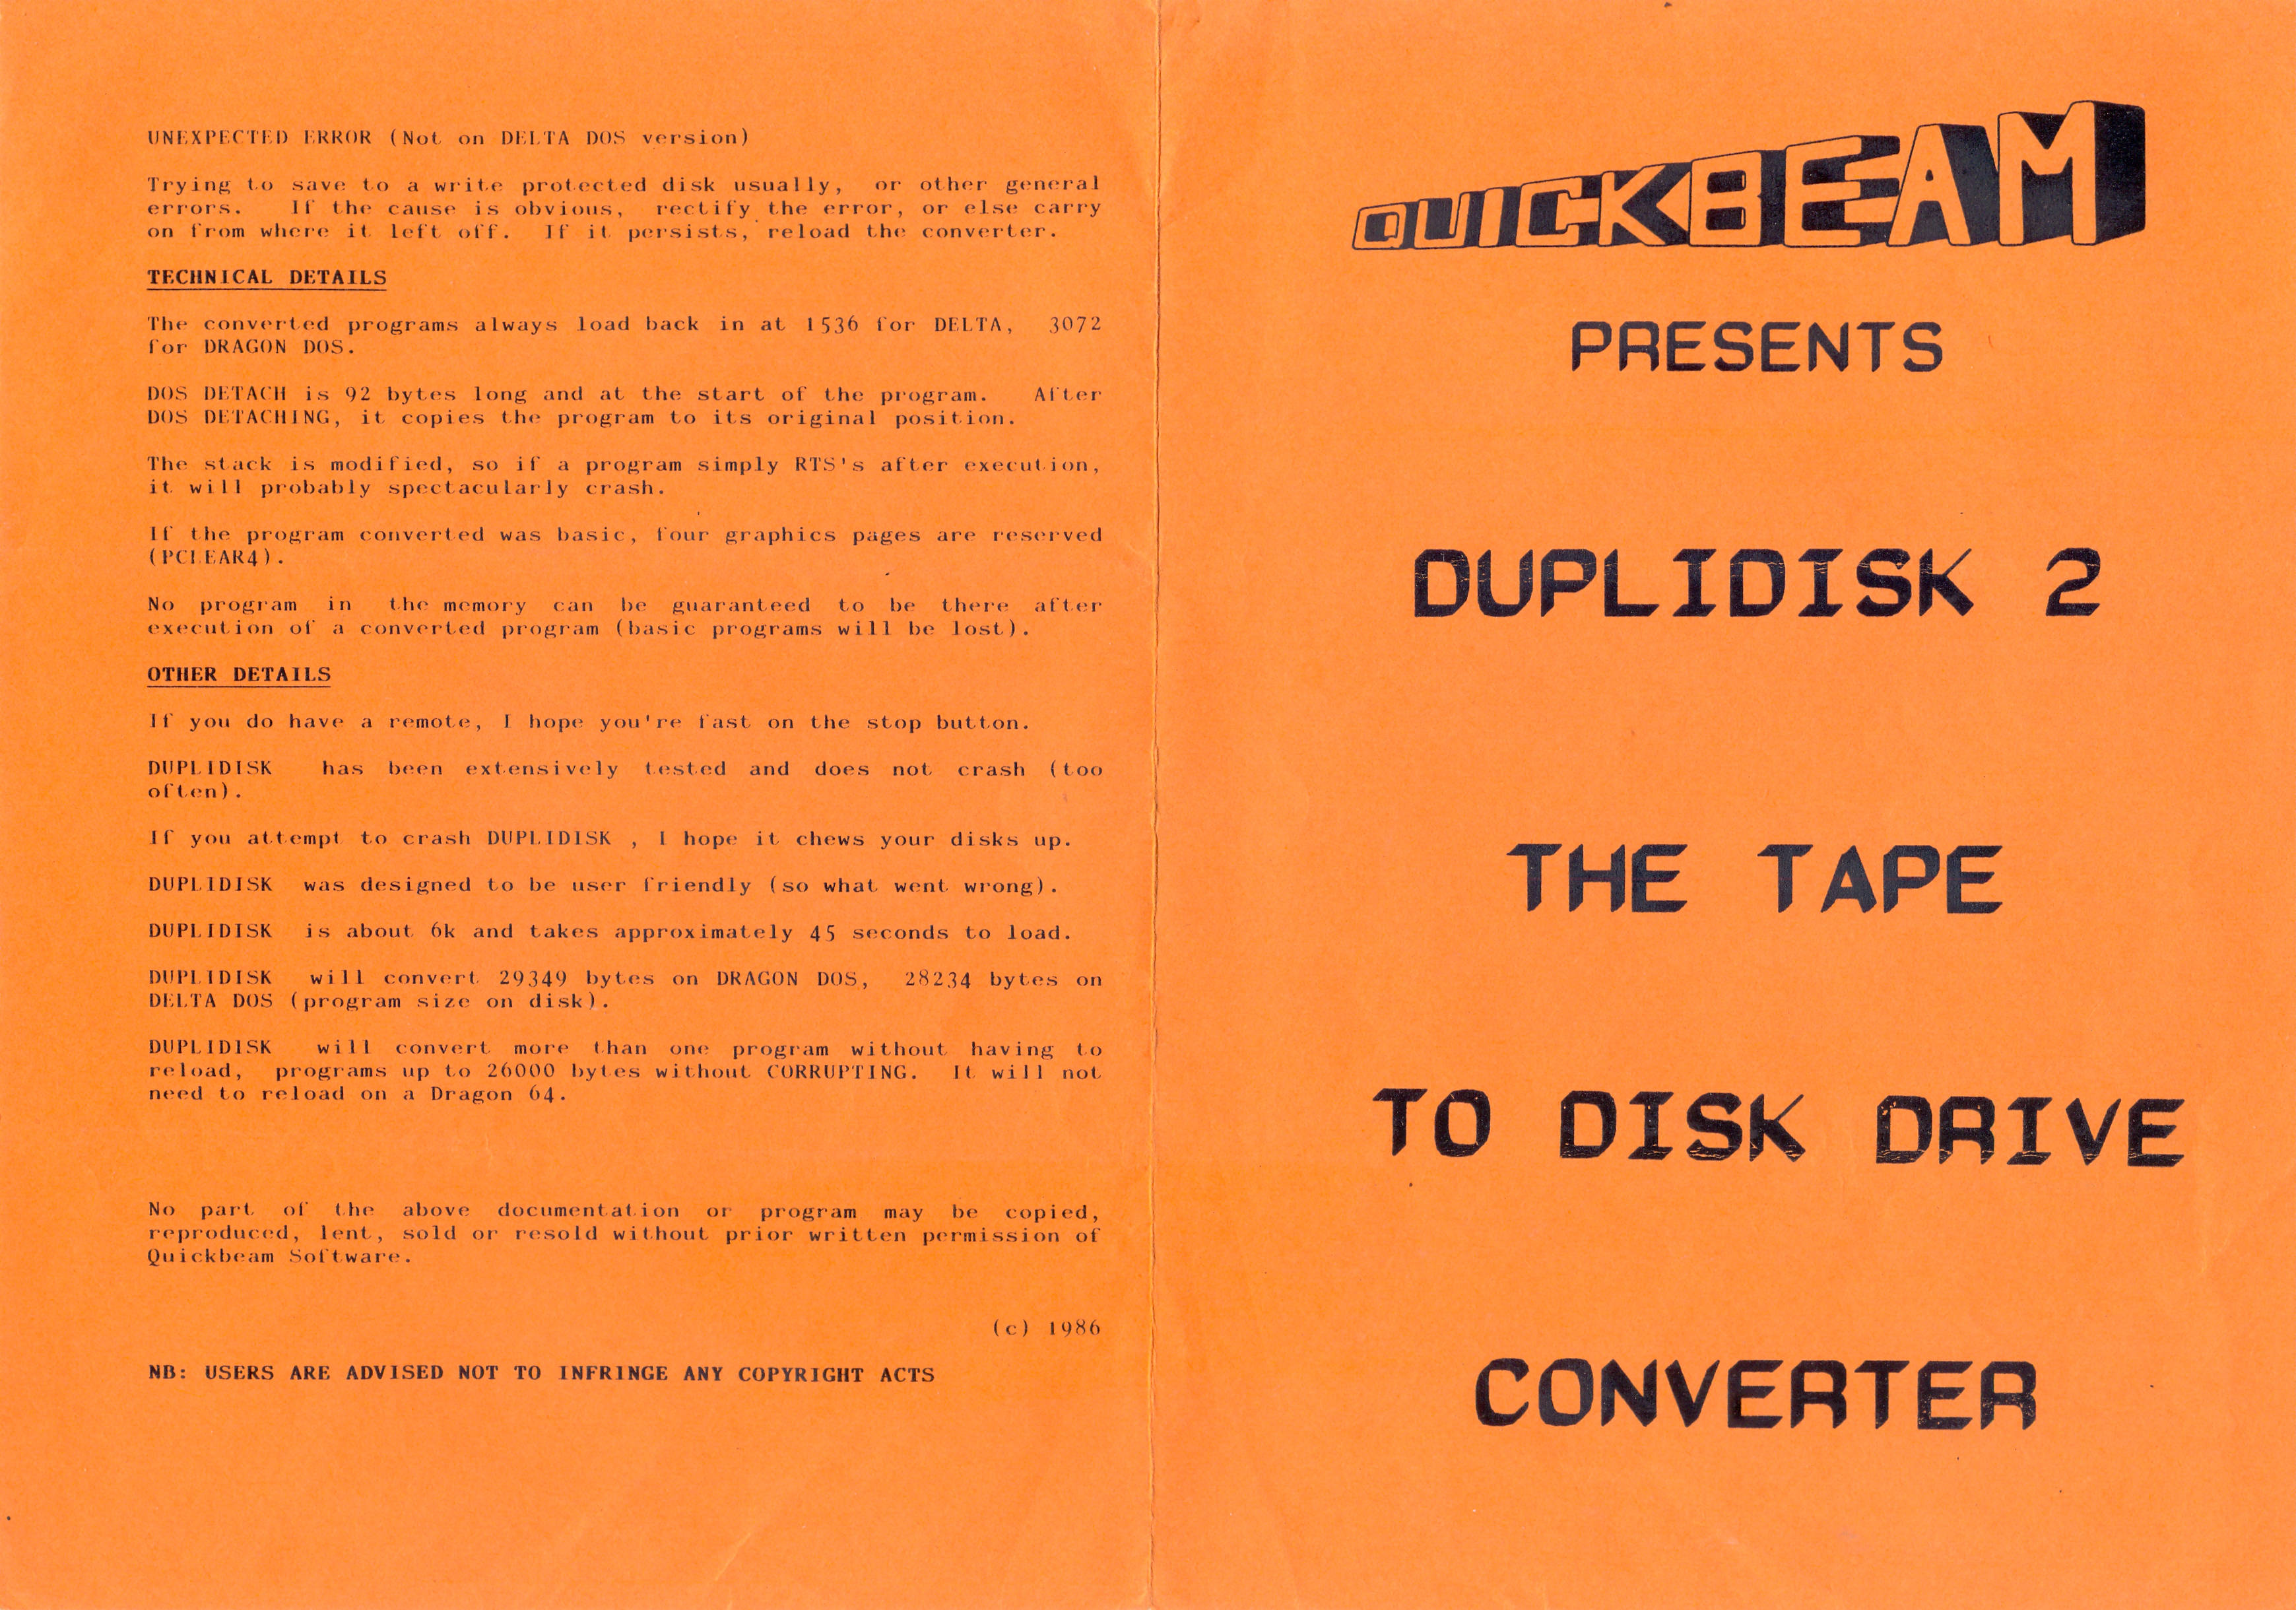 UNEXPECTED ERROR (Not on DELTA DOS version)
Trying to save to a write protected disk usually, or other general
errors. If the cause is obvious, rectify the error, or else carry
on from where it left off. If it persists, reload the converter.
TECHNICAL DETAILS
The converted programs always load back in at 1536 for DELTA, 3072
for DRAGON DOS.
DOS DETACH is 92 bytes long and at the start of the program. After
DOS DETACHING, it copies the program to its original position.
The stack is modified, so if a program simply RTS's after execution,
it will probably spectacularly crash.
If the program converted was basic, four graphics pages are reserved
(PCLEAR4).
No program in the memory can be guaranteed to be there after
execution of a converted program (basic programs will be lost).
OTHER DETAILS
If you do have a remote, I hope you're fast on the stop button.
DUPLIDISK has been extensively tested and does not crash (too
often).
If you attempt to crash DUPLIDISK , I hope it chews your disks up.
DUPLIDISK was designed to be user friendly (so what went wrong).
DUPLIDISK is about 6k and takes approximately 45 seconds to load.
DUPLIDISK will convert 29349 bytes on DRAGON DOS, 28234 bytes on
DELTA DOS (program size on disk).
DUPLIDISK will convert more than one program without having to
reload, programs up to 26000 bytes without CORRUPTING. It will not
need to reload on a Dragon 64.
No part of the above documentation or program may be copied,
reproduced, lent, sold or resold without prior written permission of
Quickbeam Software.
(c) 1986
NB: USERS ARE ADVISED NOT TO INFRINGE ANY COPYRIGHT ACTS
QUICKBEAM
PRESENTS
DUPLIDISK 2
THE TAPE
TO DISK DRIVE
CONVERTER